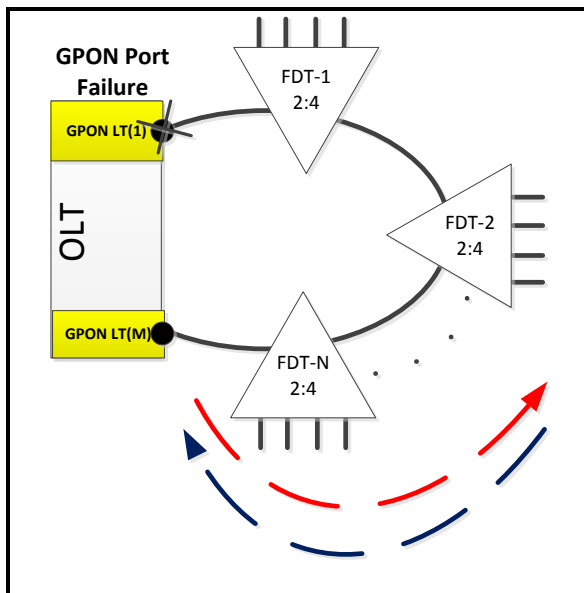 GPON Port
Failure
GPON LT(1)
OLT
GPON LT(M)
FDT-1
2:4
FDT-2
2:4
FDT-N
2:4